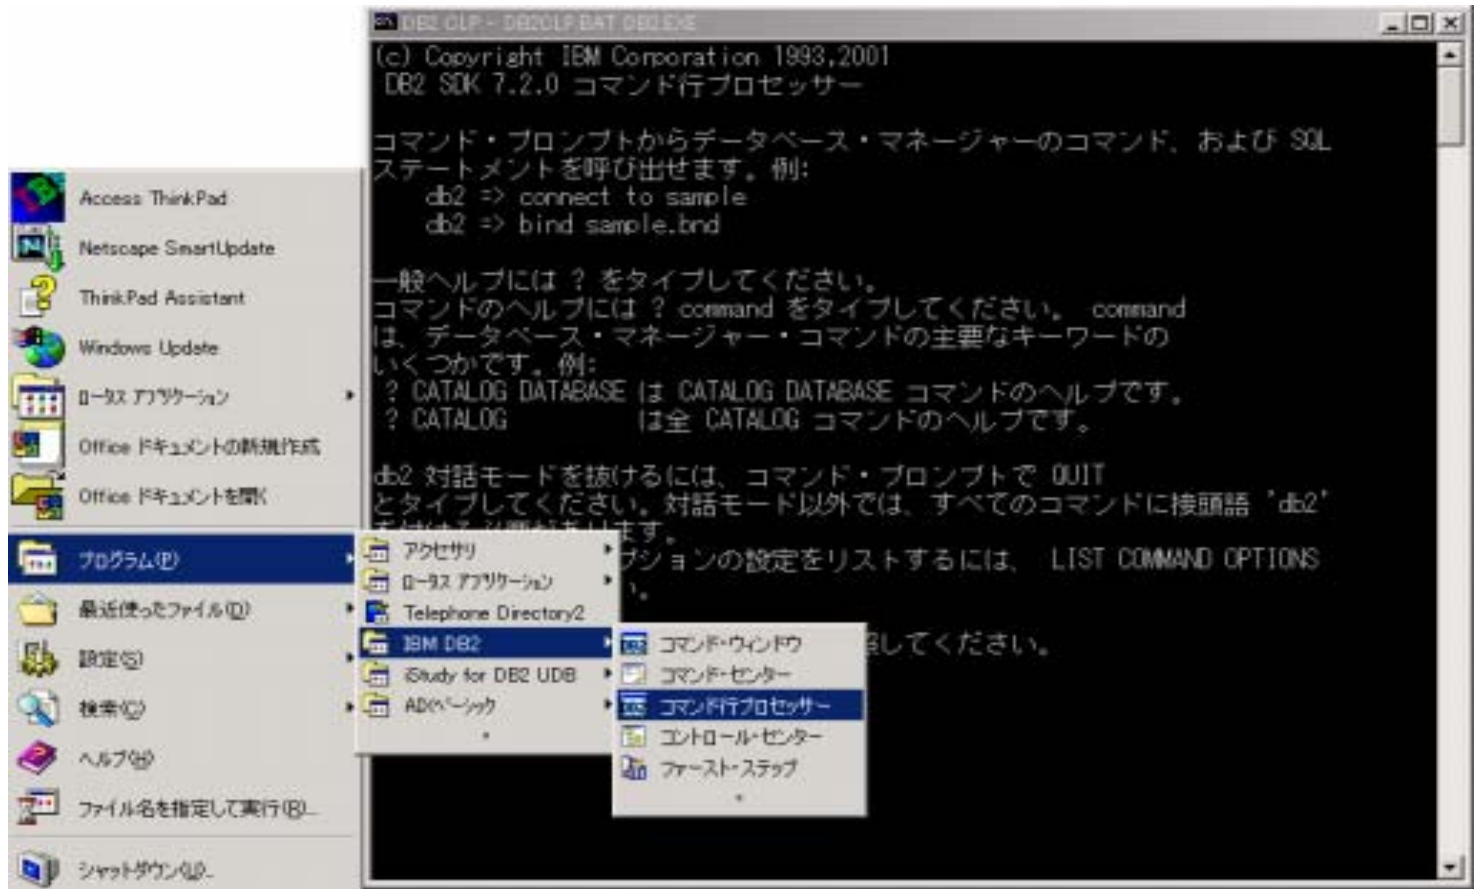 DB2 CLP - DB2CLP.BAT DB2.EXE
(c) Copyright IBM Corporation 1993,2001
DB2 SDK 7.2.0 コマンド行プロセッサー
コマンド・プロンプトからデータベース・マネージャーのコマンド、および SQL
ステートメントを呼び出せます。例:
db2 => connect to sample
db2 => bind sample.bnd
一般ヘルプには ? をタイプしてください。
コマンドのヘルプには ? command をタイプしてください。 command
は、データベース・マネージャー・コマンドの主要なキーワードの
いくつかです。例:
? CATALOG DATABASE は CATALOG DATABASE コマンドのヘルプです。
? CATALOG は全 CATALOG コマンドのヘルプです。
db2 対話モードを抜けるには、コマンド・プロンプトで QUIT
とタイプしてください。対話モード以外では、すべてのコマンドに接頭語 'db2'
を付ける必要があります。
プションの設定をリストするには、 LIST COMMAND OPTIONS
い。
照してください。
Access ThinkPad
Netscape SmartUpdate
ThinkPad Assistant
Windows Update
ロータス アプリケーション
Office ドキュメントの新規作成
Office ドキュメントを開く
プログラム(P)
最近使ったファイル(D)
設定(S)
検索(C)
ヘルプ(H)
ファイル名を指定して実行(R)...
シャットダウン(U)...
アクセサリ
ロータス アプリケーション
Telephone Directory2
IBM DB2
iStudy for DB2 UDB
AD(ベーシック
コマンド・ウィンドウ
コマンド・センター
コマンド行プロセッサー
コントロール・センター
ファースト・ステップ